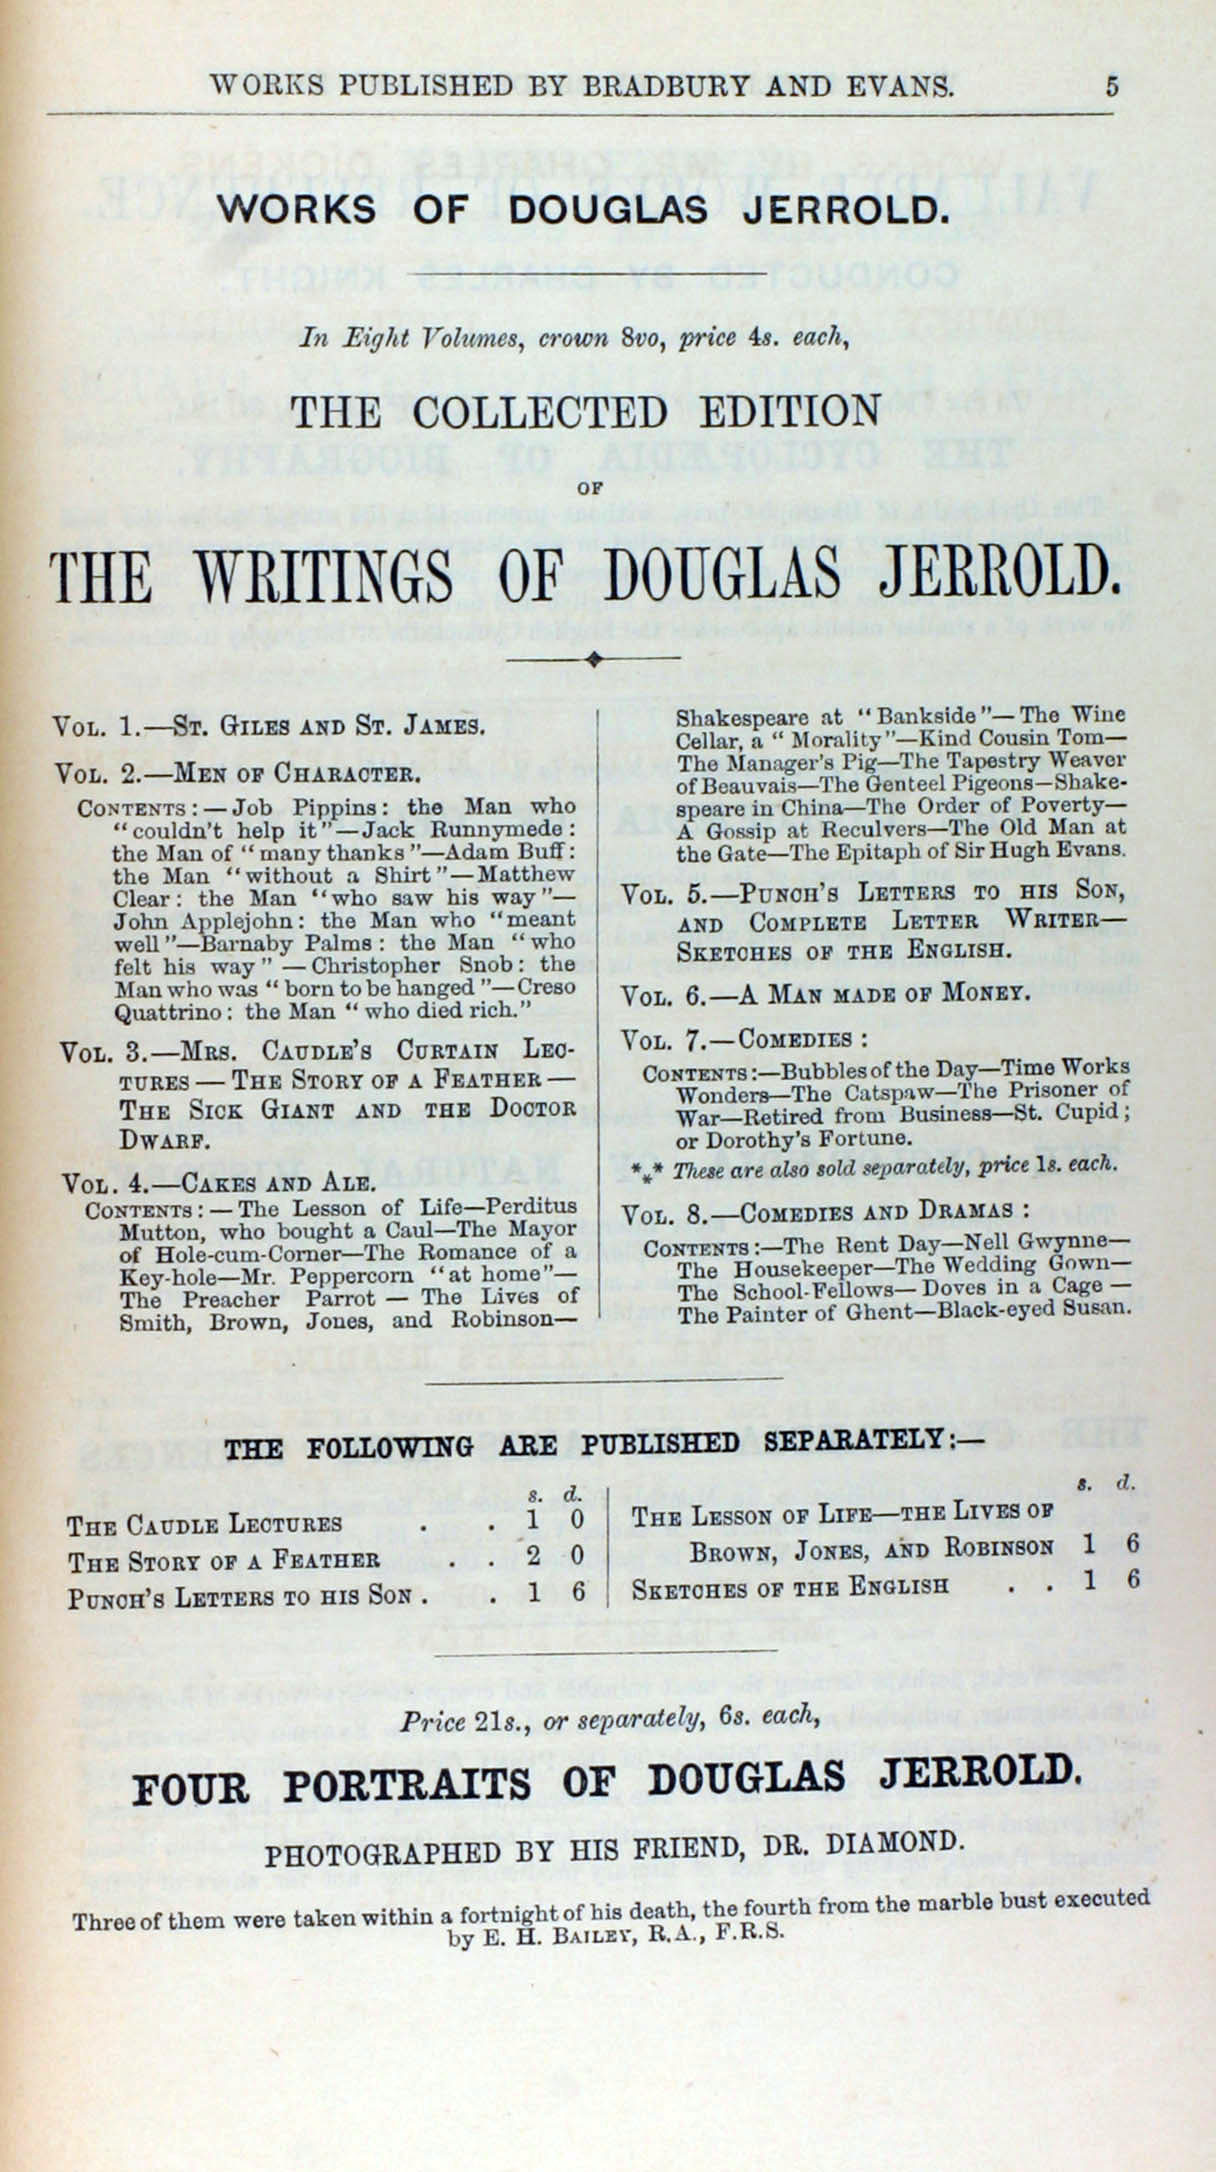 WORKS PUBLISHED BY BRADBURY AND EVANS. 5
WORKS OF DOUGLAS JERROLD.
In Eight Volumes, crown 8vo, price 4s. each,
THE COLLECTED EDITION
OF
THE WRITINGS OF DOUGLAS JERROLD.
VOL. 1.—ST. GILES AND ST. JAMES.
VOL. 2.—MEN OF CHARACTER.
CONTENTS:—Job Pippins: the Man who
"couldn't help it"—Jack Runnymede:
the Man of "many thanks"—Adam Buff:
the Man "without a Shirt"—Matthew
Clear: the Man "who saw his way"—
John Applejohn: the Man who "meant
well"—Barnaby Palms: the Man "who
felt his way"—Christopher Snob: the
Man who was "born to be hanged"—Creso
Quattrino: the Man "who died rich."
VOL. 3.—MRS. CAUDLE'S CURTAIN LEC-
TURES—THE STORY OF A FEATHER—
THE SICK GIANT AND THE DOCTOR
DWARF.
VOL. 4.—CAKES AND ALE.
CONTENTS:—The Lesson of Life—Perditus
Mutton, who bought a Caul—The Mayor
of Hole-cum-Corner—The Romance of a
Key-hole—Mr. Peppercorn "at home"—
The Preacher Parrot—The Lives of
Smith, Brown, Jones, and Robinson—
Shakespeare at "Bankside"—The Wine
Cellar, a "Morality"—Kind Cousin Tom—
The Manager's Pig—The Tapestry Weaver
of Beauvais—The Genteel Pigeons—Shake-
speare in China—The Order of Poverty—
A Gossip at Reculvers—The Old Man at
the Gate—The Epitaph of Sir Hugh Evans.
VOL. 5.—PUNCH'S LETTERS TO HIS SON,
AND COMPLETE LETTER WRITER—
SKETCHES OF THE ENGLISH.
VOL. 6.—A MAN MADE OF MONEY.
VOL. 7.—COMEDIES:
CONTENTS:—Bubbles of the Day—Time Works
Wonders—The Catspaw—The Prisoner of
War—Retired from Business—St. Cupid;
or Dorothy's Fortune.
*** These are also sold separately, price 1s. each.
VOL. 8.—COMEDIES AND DRAMAS:
CONTENTS:—The Rent Day—Nell Gwynne—
The Housekeeper—The Wedding Gown—
The School-Fellows—Doves in a Cage—
The Painter of Ghent—Black-eyed Susan.
THE FOLLOWING ARE PUBLISHED SEPARATELY:—
s. d.
THE CAUDLE LECTURES . . 1 0
THE STORY OF A FEATHER . . 2 0
PUNCH'S LETTERS TO HIS SON . . 1 6
s. d.
THE LESSON OF LIFE—THE LIVES OF
BROWN, JONES, AND ROBINSON 1 6
SKETCHES OF THE ENGLISH . . 1 6
Price 21s., or separately, 6s. each,
FOUR PORTRAITS OF DOUGLAS JERROLD.
PHOTOGRAPHED BY HIS FRIEND, DR. DIAMOND.
Three of them were taken within a fortnight of his death, the fourth from the marble bust executed
by E. H. BAILEY, R.A., F.R.S.